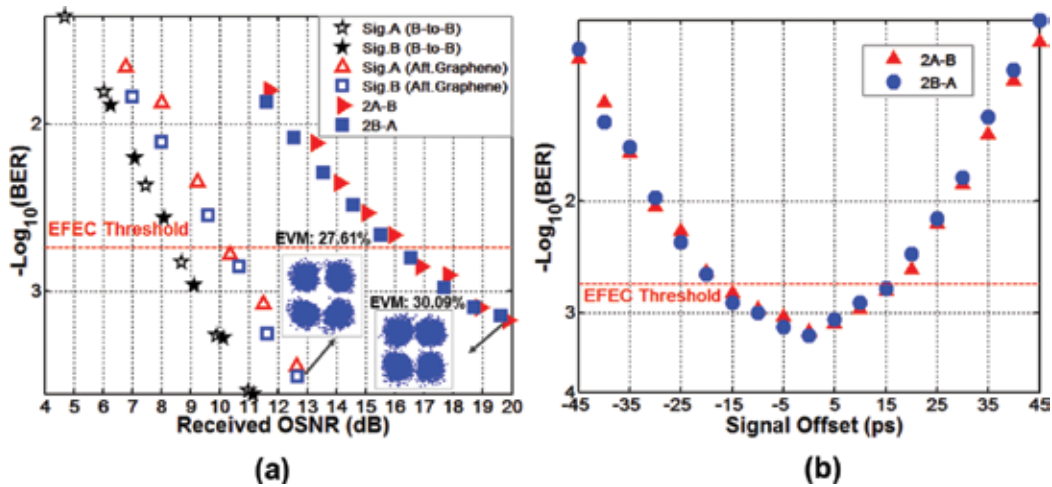 Sig.A (B-to-B)
Sig.B (B-to-B)
Sig.A (Aft.Graphene)
Sig.B (Aft.Graphene)
2A-B
2B-A
-Log10(BER)
2
3
EFEC Threshold
EVM: 27.61%
EVM: 30.09%
4 5 6 7 8 9 10 11 12 13 14 15 16 17 18 19 20
Received OSNR (dB)
(a)
2A-B
2B-A
-Log10(BER)
2
3
4
EFEC Threshold
-45 -35 -25 -15 -5 5 15 25 35 45
Signal Offset (ps)
(b)